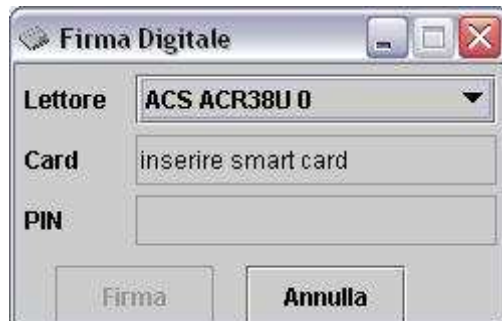 Firma Digitale
Lettore ACS ACR38U 0
Card inserire smart card
PIN
Firma Annulla